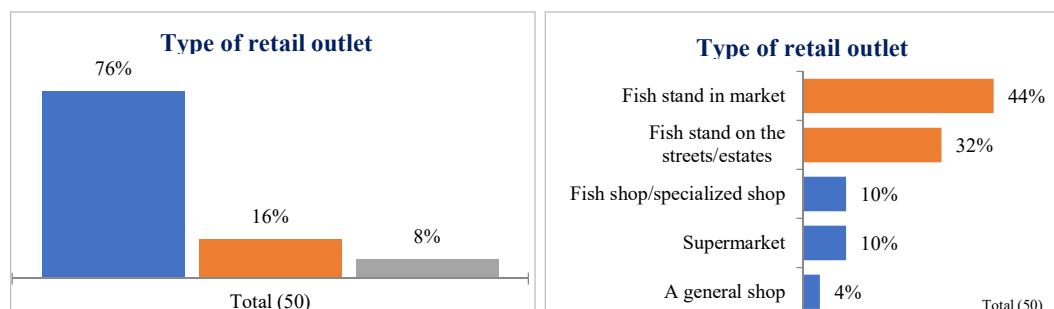 Type of retail outlet
76%
16%
8%
Total (50)
Type of retail outlet
Fish stand in market
44%
Fish stand on the
streets/estates
32%
Fish shop/specialized shop
10%
Supermarket
10%
A general shop
4%
Total (50)